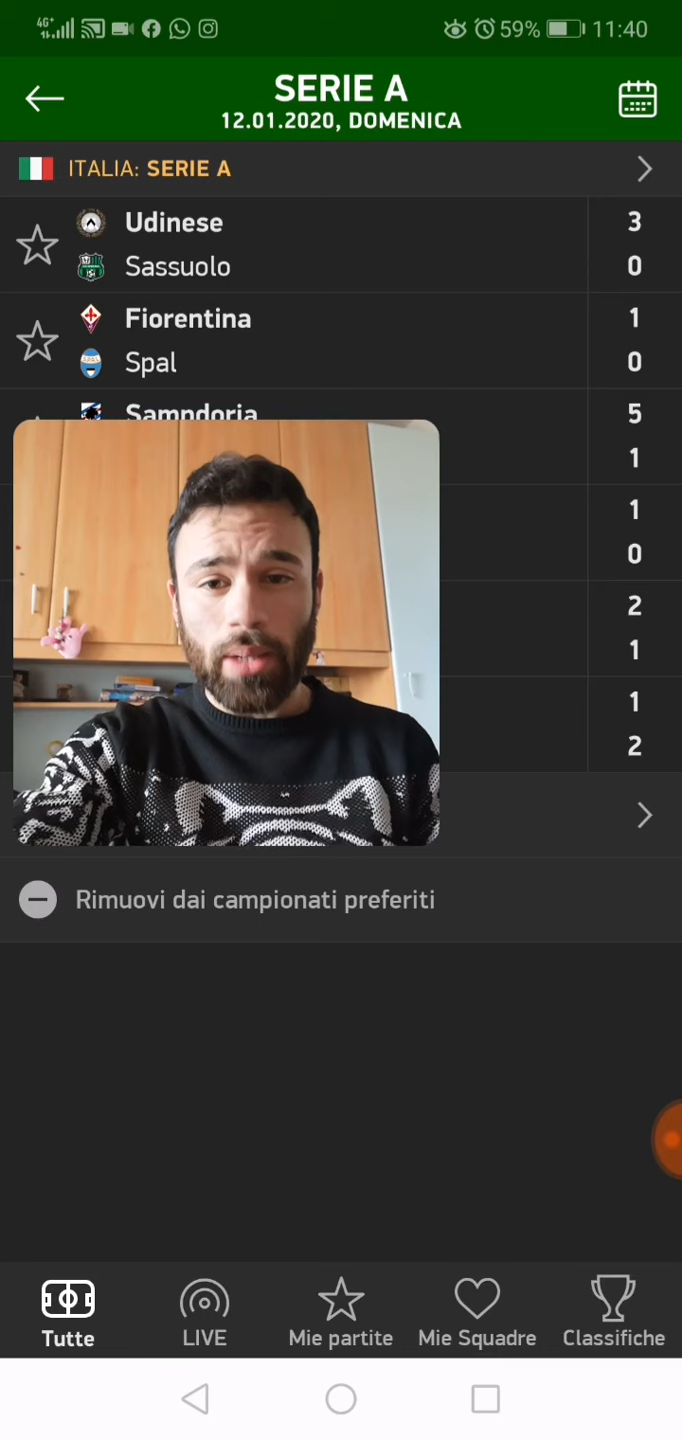 4G+ 59% 11:40
SERIE A
12.01.2020, DOMENICA
ITALIA: SERIE A
Udinese 3
Sassuolo 0
Fiorentina 1
Spal 0
Sampdoria 5
1
1
0
2
1
1
2
Rimuovi dai campionati preferiti
Tutte LIVE Mie partite Mie Squadre Classifiche